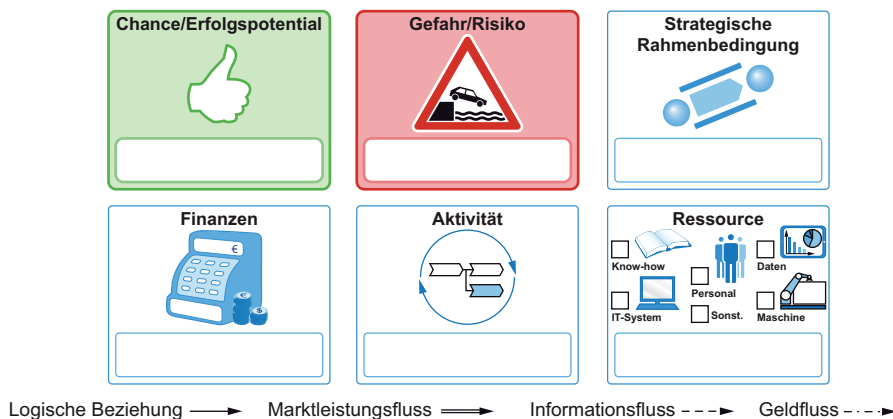 Chance/Erfolgspotential
Gefahr/Risiko
Strategische
Rahmenbedingung
Finanzen
€
€
$
Aktivität
Ressource
Know-how
Personal
Daten
IT-System
Sonst.
Maschine
Logische Beziehung
Marktleistungsfluss
Informationsfluss
Geldfluss